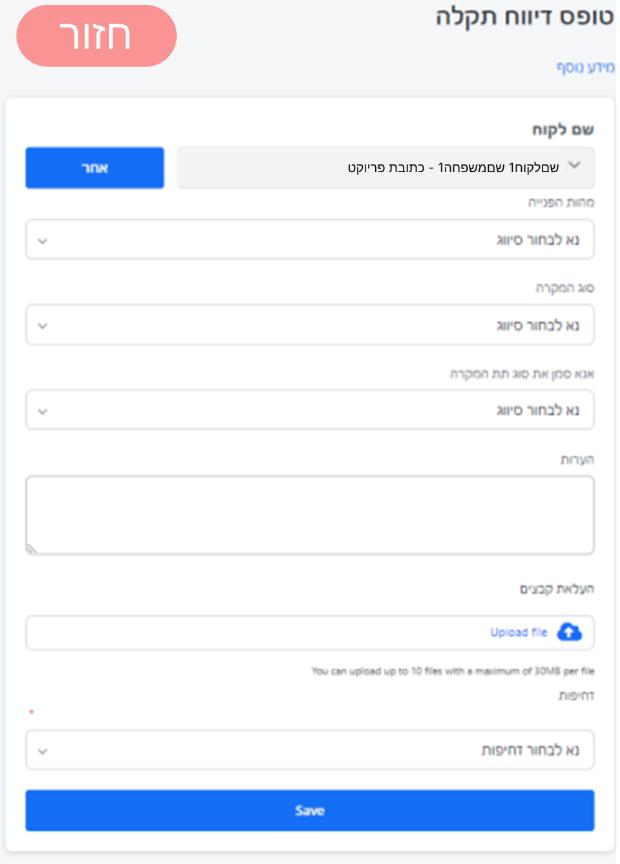 טופס דיווח תקלה
חזור
מידע נוסף
שם לקוח
שםלקוח1 שםמשפחה1 - כתובת פריוקט
אחר
מהות הפנייה
נא לבחור סיווג
סוג המקרה
נא לבחור סיווג
אנא סמן את סוג תת המקרה
נא לבחור סיווג
הערות
העלאת קבצים
Upload file
You can upload up to 10 files with a maximum of 30MB per file
דחיפות
*
נא לבחור דחיפות
Save